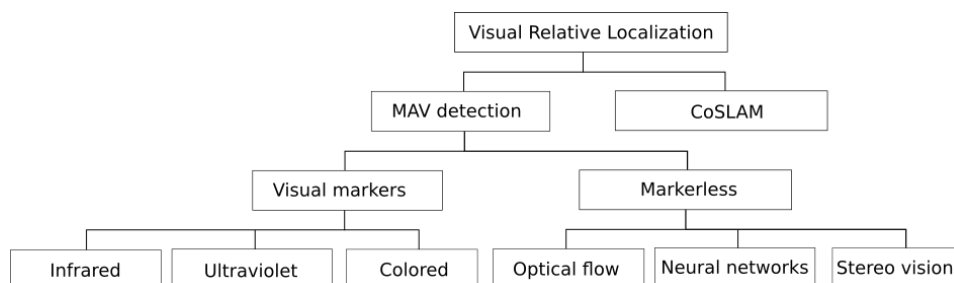 Visual Relative Localization
MAV detection
CoSLAM
Visual markers
Markerless
Infrared
Ultraviolet
Colored
Optical flow
Neural networks
Stereo vision